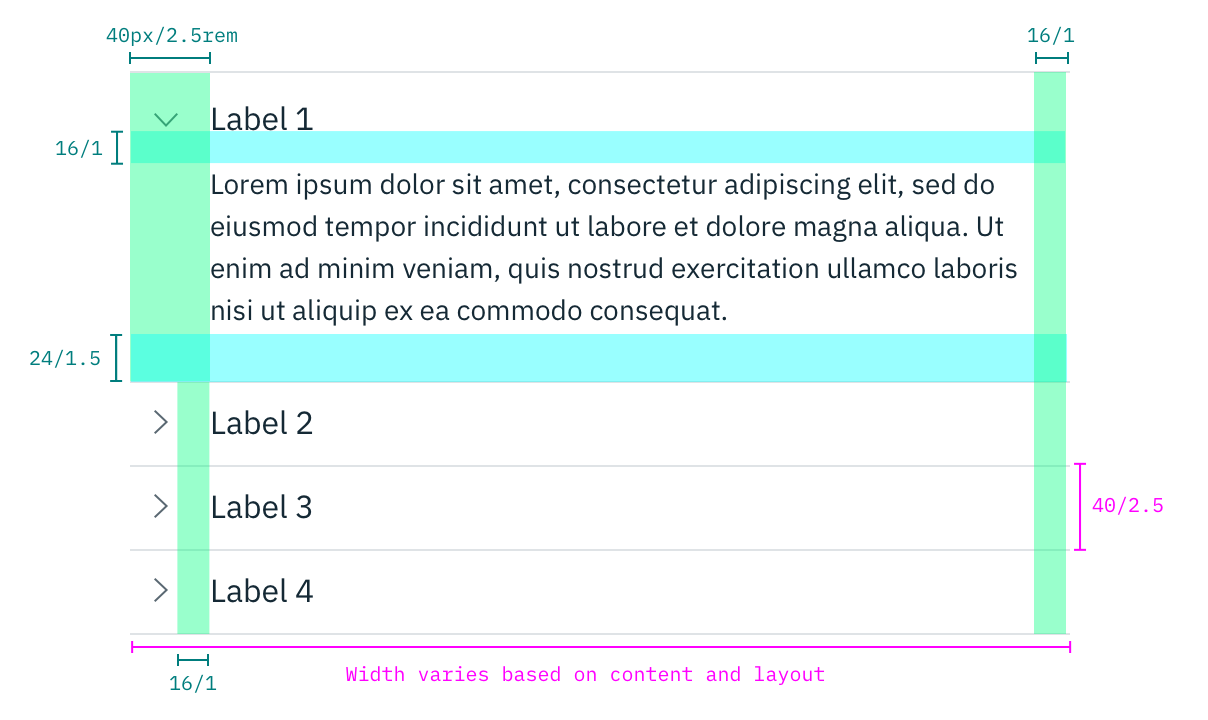 40px/2.5rem
16/1
Label 1
16/1
Lorem ipsum dolor sit amet, consectetur adipiscing elit, sed do
eiusmod tempor incididunt ut labore et dolore magna aliqua. Ut
enim ad minim veniam, quis nostrud exercitation ullamco laboris
nisi ut aliquip ex ea commodo consequat.
24/1.5
Label 2
Label 3
40/2.5
Label 4
Width varies based on content and layout
16/1